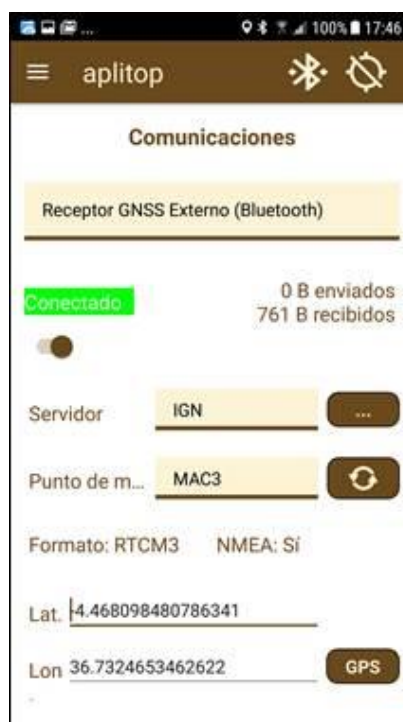 ... 100% 17:46
aplitop
Comunicaciones
Receptor GNSS Externo (Bluetooth)
Conectado
0 B enviados
761 B recibidos
Servidor IGN ...
Punto de m... MAC3
Formato: RTCM3 NMEA: Sí
Lat. -4.468098480786341
Lon 36.7324653462622 GPS